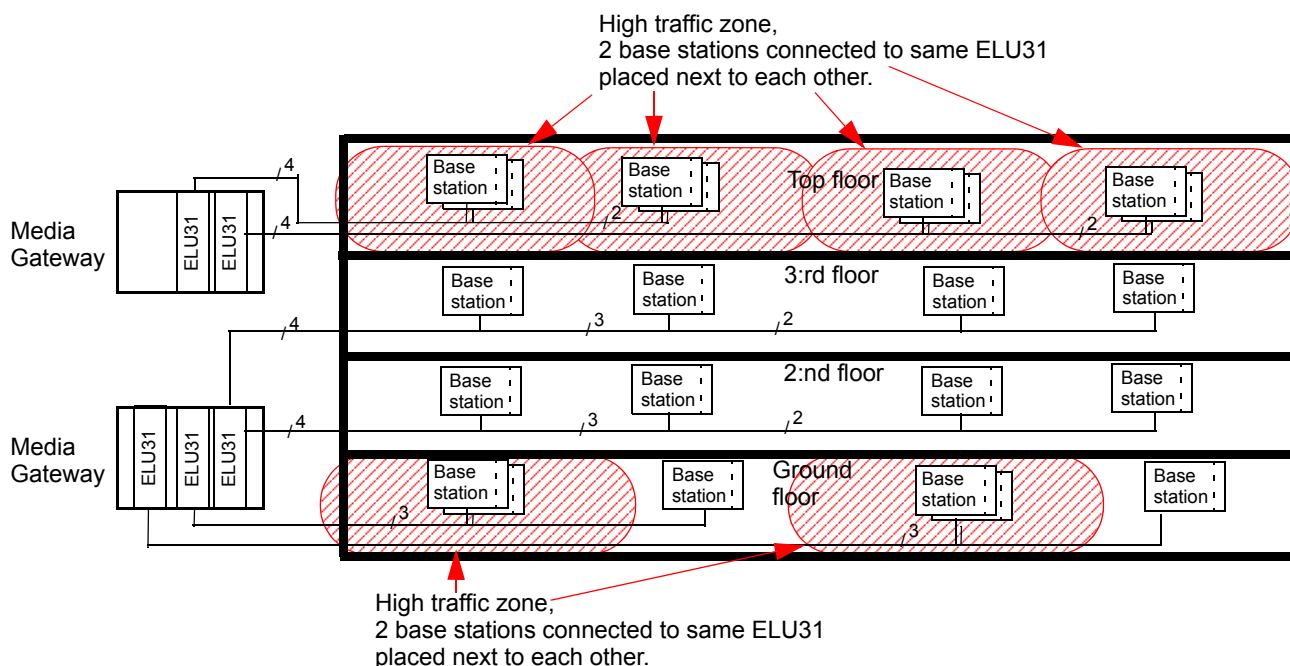 High traffic zone,
2 base stations connected to same ELU31
placed next to each other.
4
Base
station
Base
station
Top floor
Base
station
Base
station
Media
Gateway
ELU31
ELU31
4
2
2
3:rd floor
Base
station
Base
station
Base
station
Base
station
4
3
2
2:nd floor
Base
station
Base
station
Base
station
Base
station
4
3
2
Media
Gateway
ELU31
ELU31
ELU31
Ground
floor
Base
station
Base
station
Base
station
Base
station
3
3
High traffic zone,
2 base stations connected to same ELU31
placed next to each other.